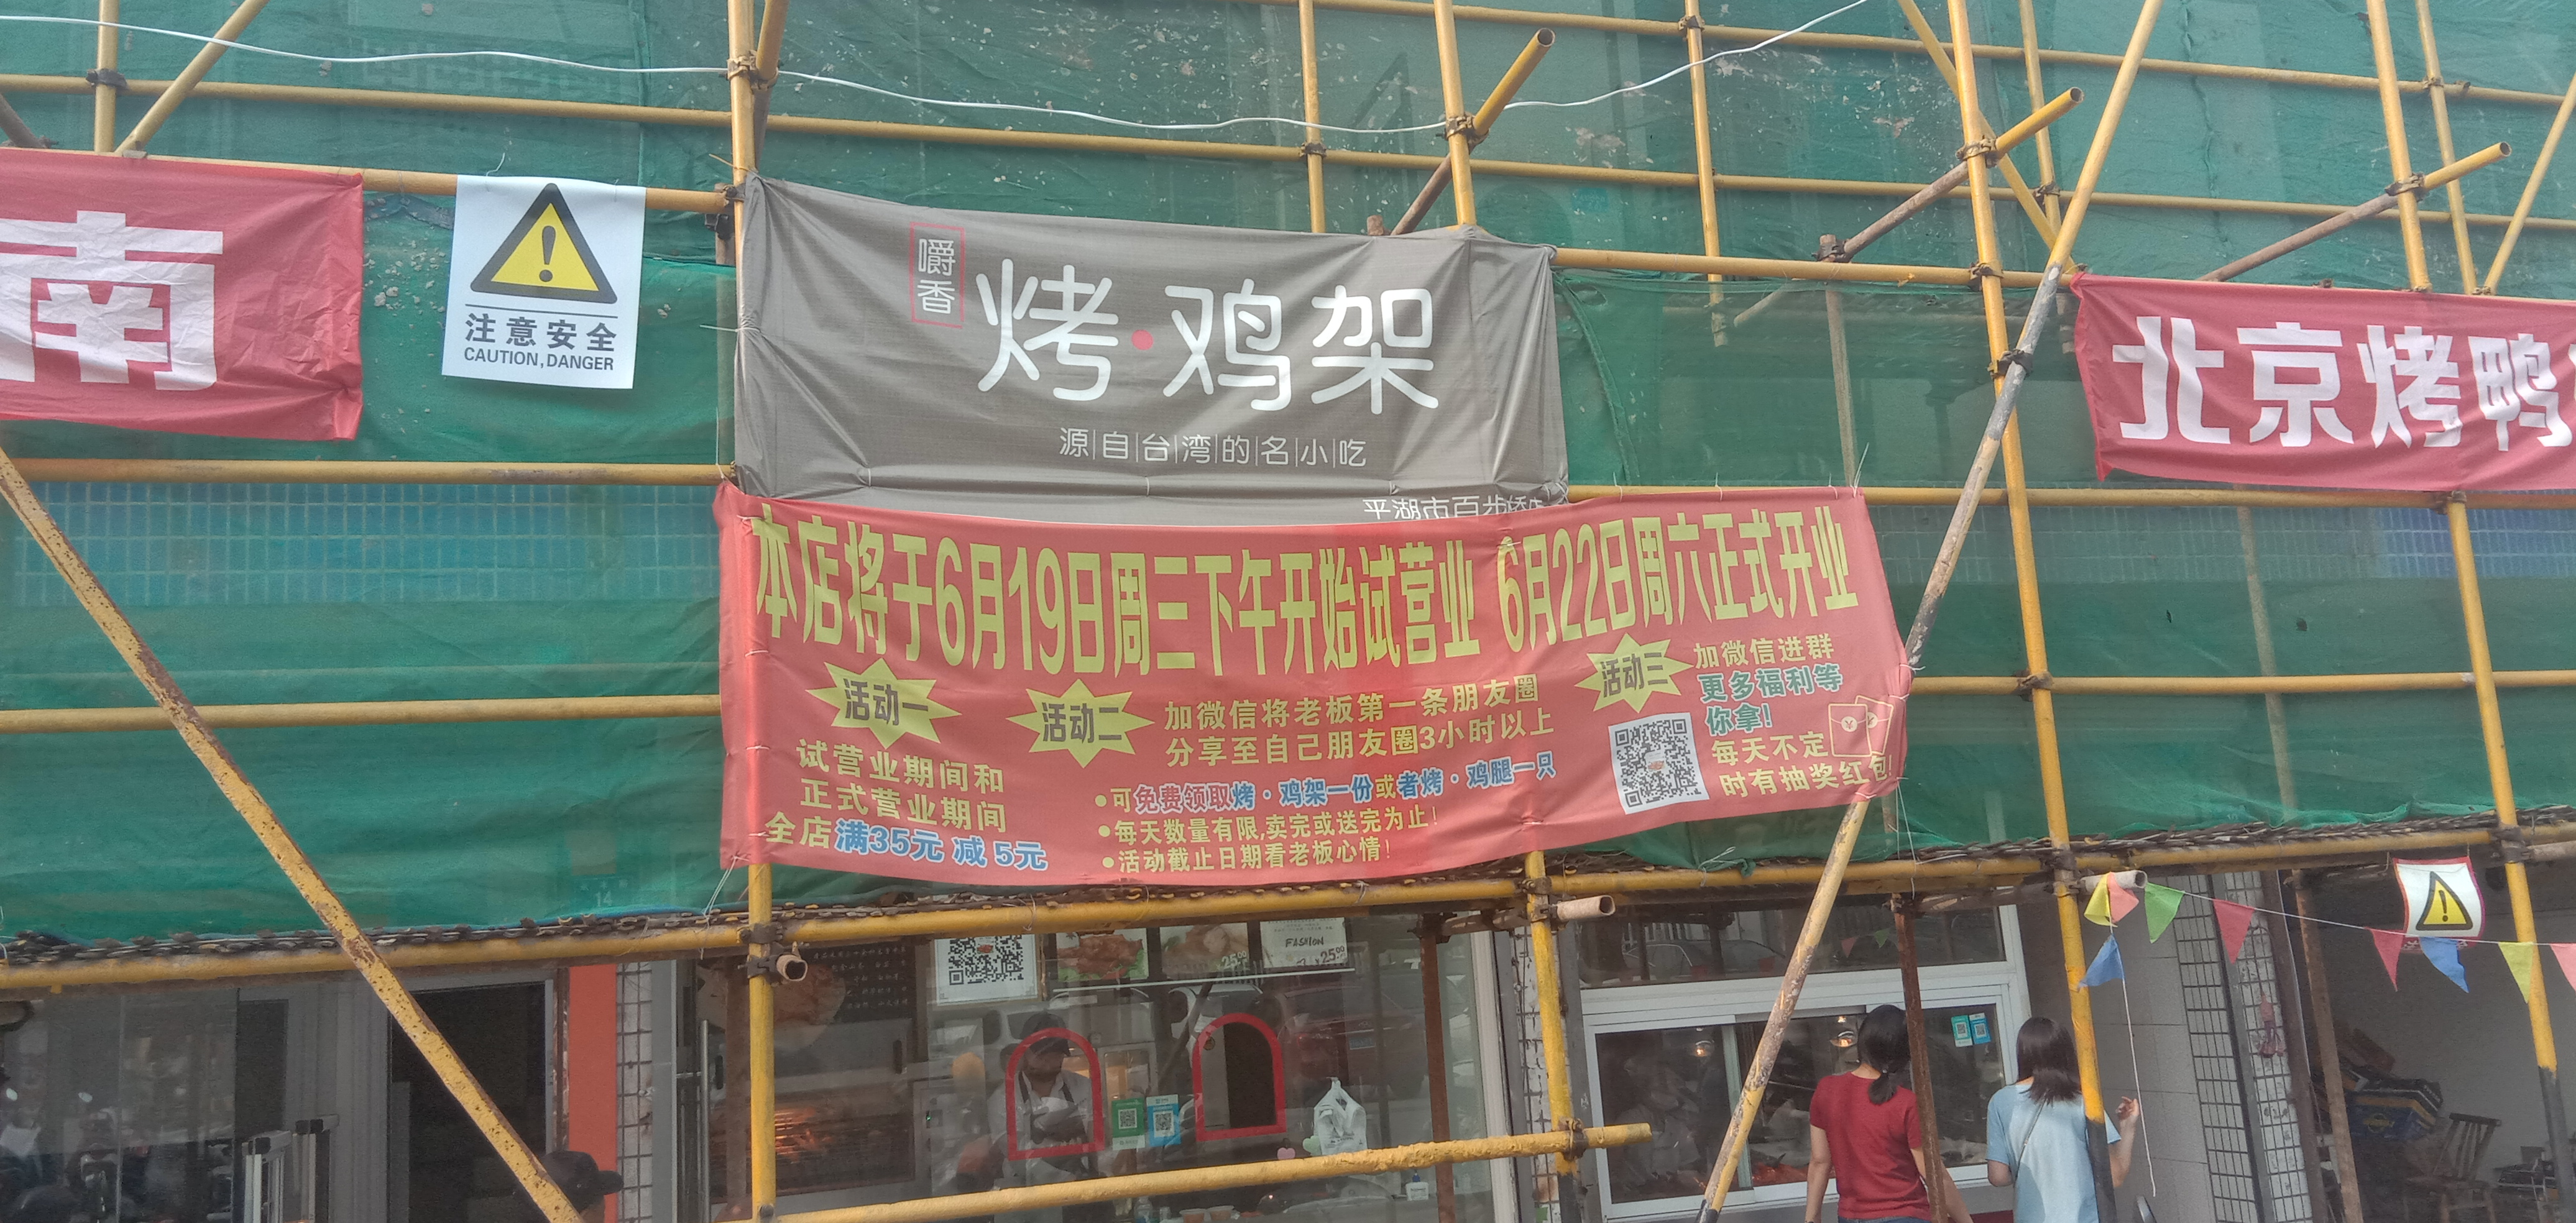 南
注意安全
CAUTION,DANGER
嚼香
烤·鸡架
源|自|台|湾|的|名|小|吃
平湖市百步
北京烤鸭
本店将于6月19日周三下午开始试营业 6月22日周六正式开业
活动一
试营业期间和
正式营业期间
全店满35元 减 5元
活动二
加微信将老板第一条朋友圈
分享至自己朋友圈3小时以上
•可免费领取烤·鸡架一份或者烤·鸡腿一只
•每天数量有限,卖完或送完为止!
•活动截止日期看老板心情!
活动三
加微信进群
更多福利等
你拿!
每天不定
时有抽奖红包!
14
25.00
FASHION
25.00